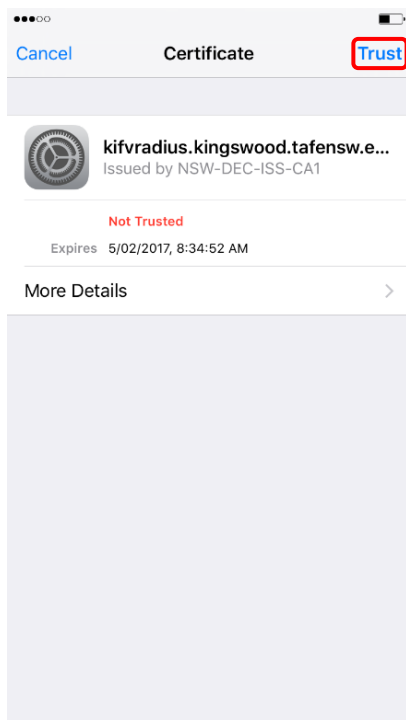 Cancel Certificate Trust
kifvradius.kingswood.tafensw.e...
Issued by NSW-DEC-ISS-CA1
Not Trusted
Expires 5/02/2017, 8:34:52 AM
More Details